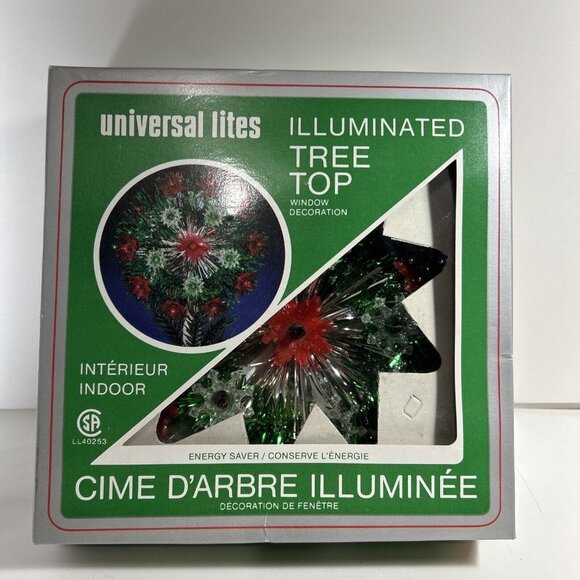 universal lites
ILLUMINATED
TREE
TOP
WINDOW
DECORATION
INTÉRIEUR
INDOOR
SA
LL40253
ENERGY SAVER / CONSERVE L'ÉNERGIE
CIME D'ARBRE ILLUMINÉE
DÉCORATION DE FENÊTRE